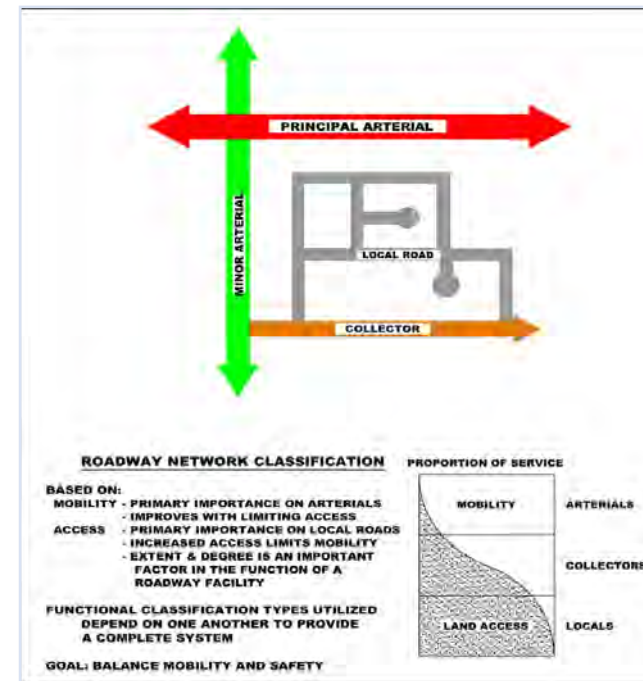 PRINCIPAL ARTERIAL
MINOR ARTERIAL
LOCAL ROAD
COLLECTOR
ROADWAY NETWORK CLASSIFICATION
BASED ON:
MOBILITY - PRIMARY IMPORTANCE ON ARTERIALS
- IMPROVES WITH LIMITING ACCESS
ACCESS - PRIMARY IMPORTANCE ON LOCAL ROADS
- INCREASED ACCESS LIMITS MOBILITY
- EXTENT & DEGREE IS AN IMPORTANT
FACTOR IN THE FUNCTION OF A
ROADWAY FACILITY
FUNCTIONAL CLASSIFICATION TYPES UTILIZED
DEPEND ON ONE ANOTHER TO PROVIDE
A COMPLETE SYSTEM
GOAL: BALANCE MOBILITY AND SAFETY
PROPORTION OF SERVICE
MOBILITY
ARTERIALS
COLLECTORS
LAND ACCESS
LOCALS